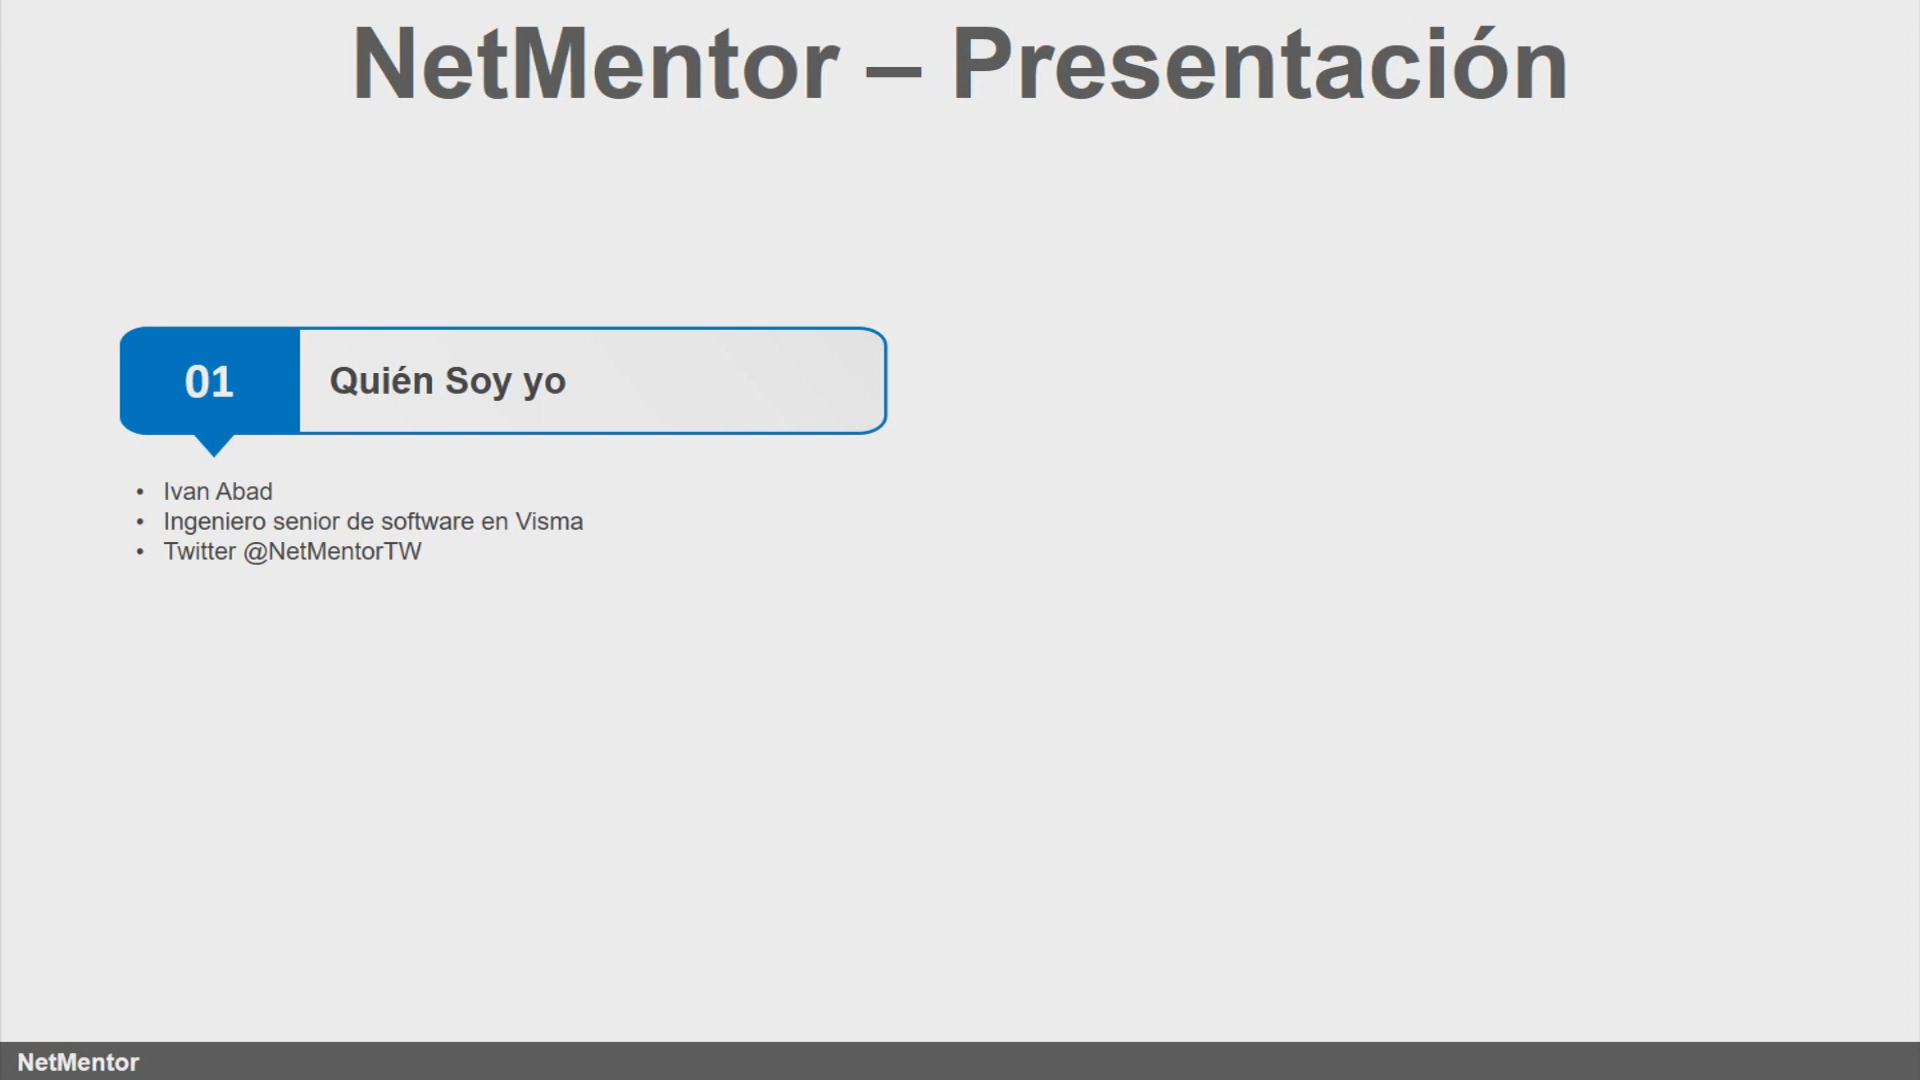 NetMentor – Presentación
01 Quién Soy yo
• Ivan Abad
• Ingeniero senior de software en Visma
• Twitter @NetMentorTW
NetMentor